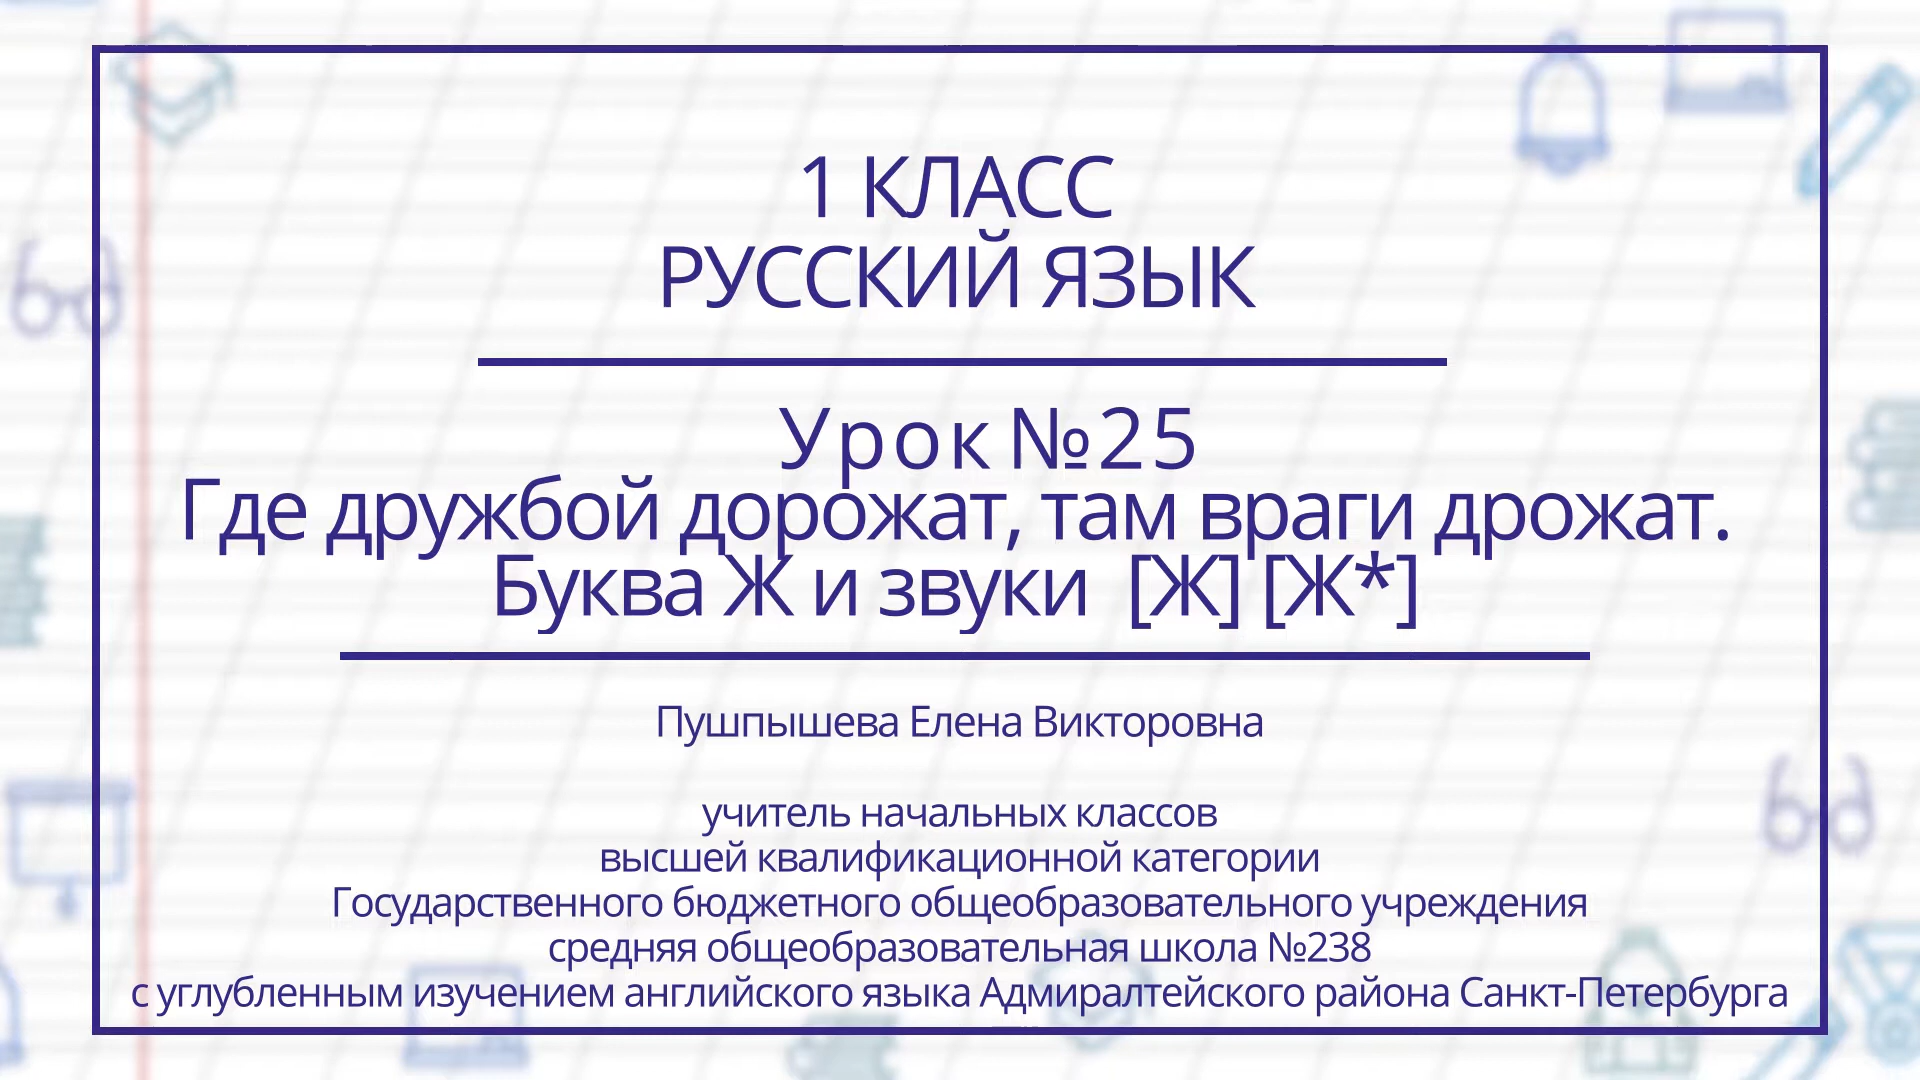 1 КЛАСС
РУССКИЙ ЯЗЫК
Урок №25
Где дружбой дорожат, там враги дрожат.
Буква Ж и звуки [Ж] [Ж*]
Пушпышева Елена Викторовна
учитель начальных классов
высшей квалификационной категории
Государственного бюджетного общеобразовательного учреждения
средняя общеобразовательная школа №238
с углубленным изучением английского языка Адмиралтейского района Санкт-Петербурга